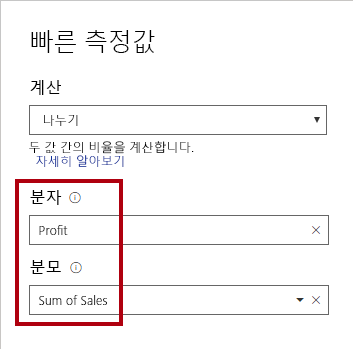 빠른 측정값
계산
나누기
두 값 간의 비율을 계산합니다.
자세히 알아보기
분자
Profit
분모
Sum of Sales